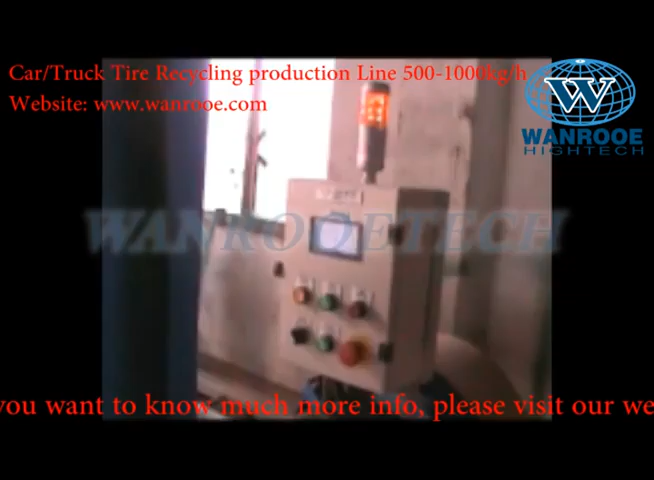 Car/Truck Tire Recycling production Line 500-1000kg/h
Website: www.wanrooe.com
W
WANROOE
HIGHTECH
WANROOETECH
you want to know much more info, please visit our we